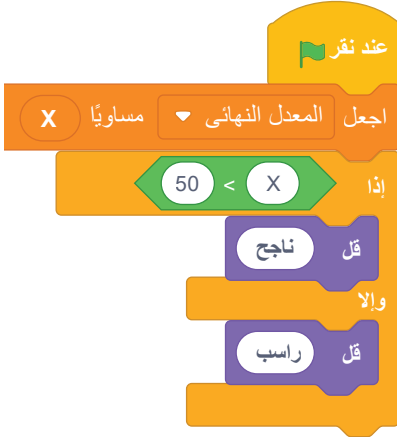 عند نقر
اجعل المعدل النهائى مساويًا X
إذا X < 50
قل ناجح
وإلا
قل راسب